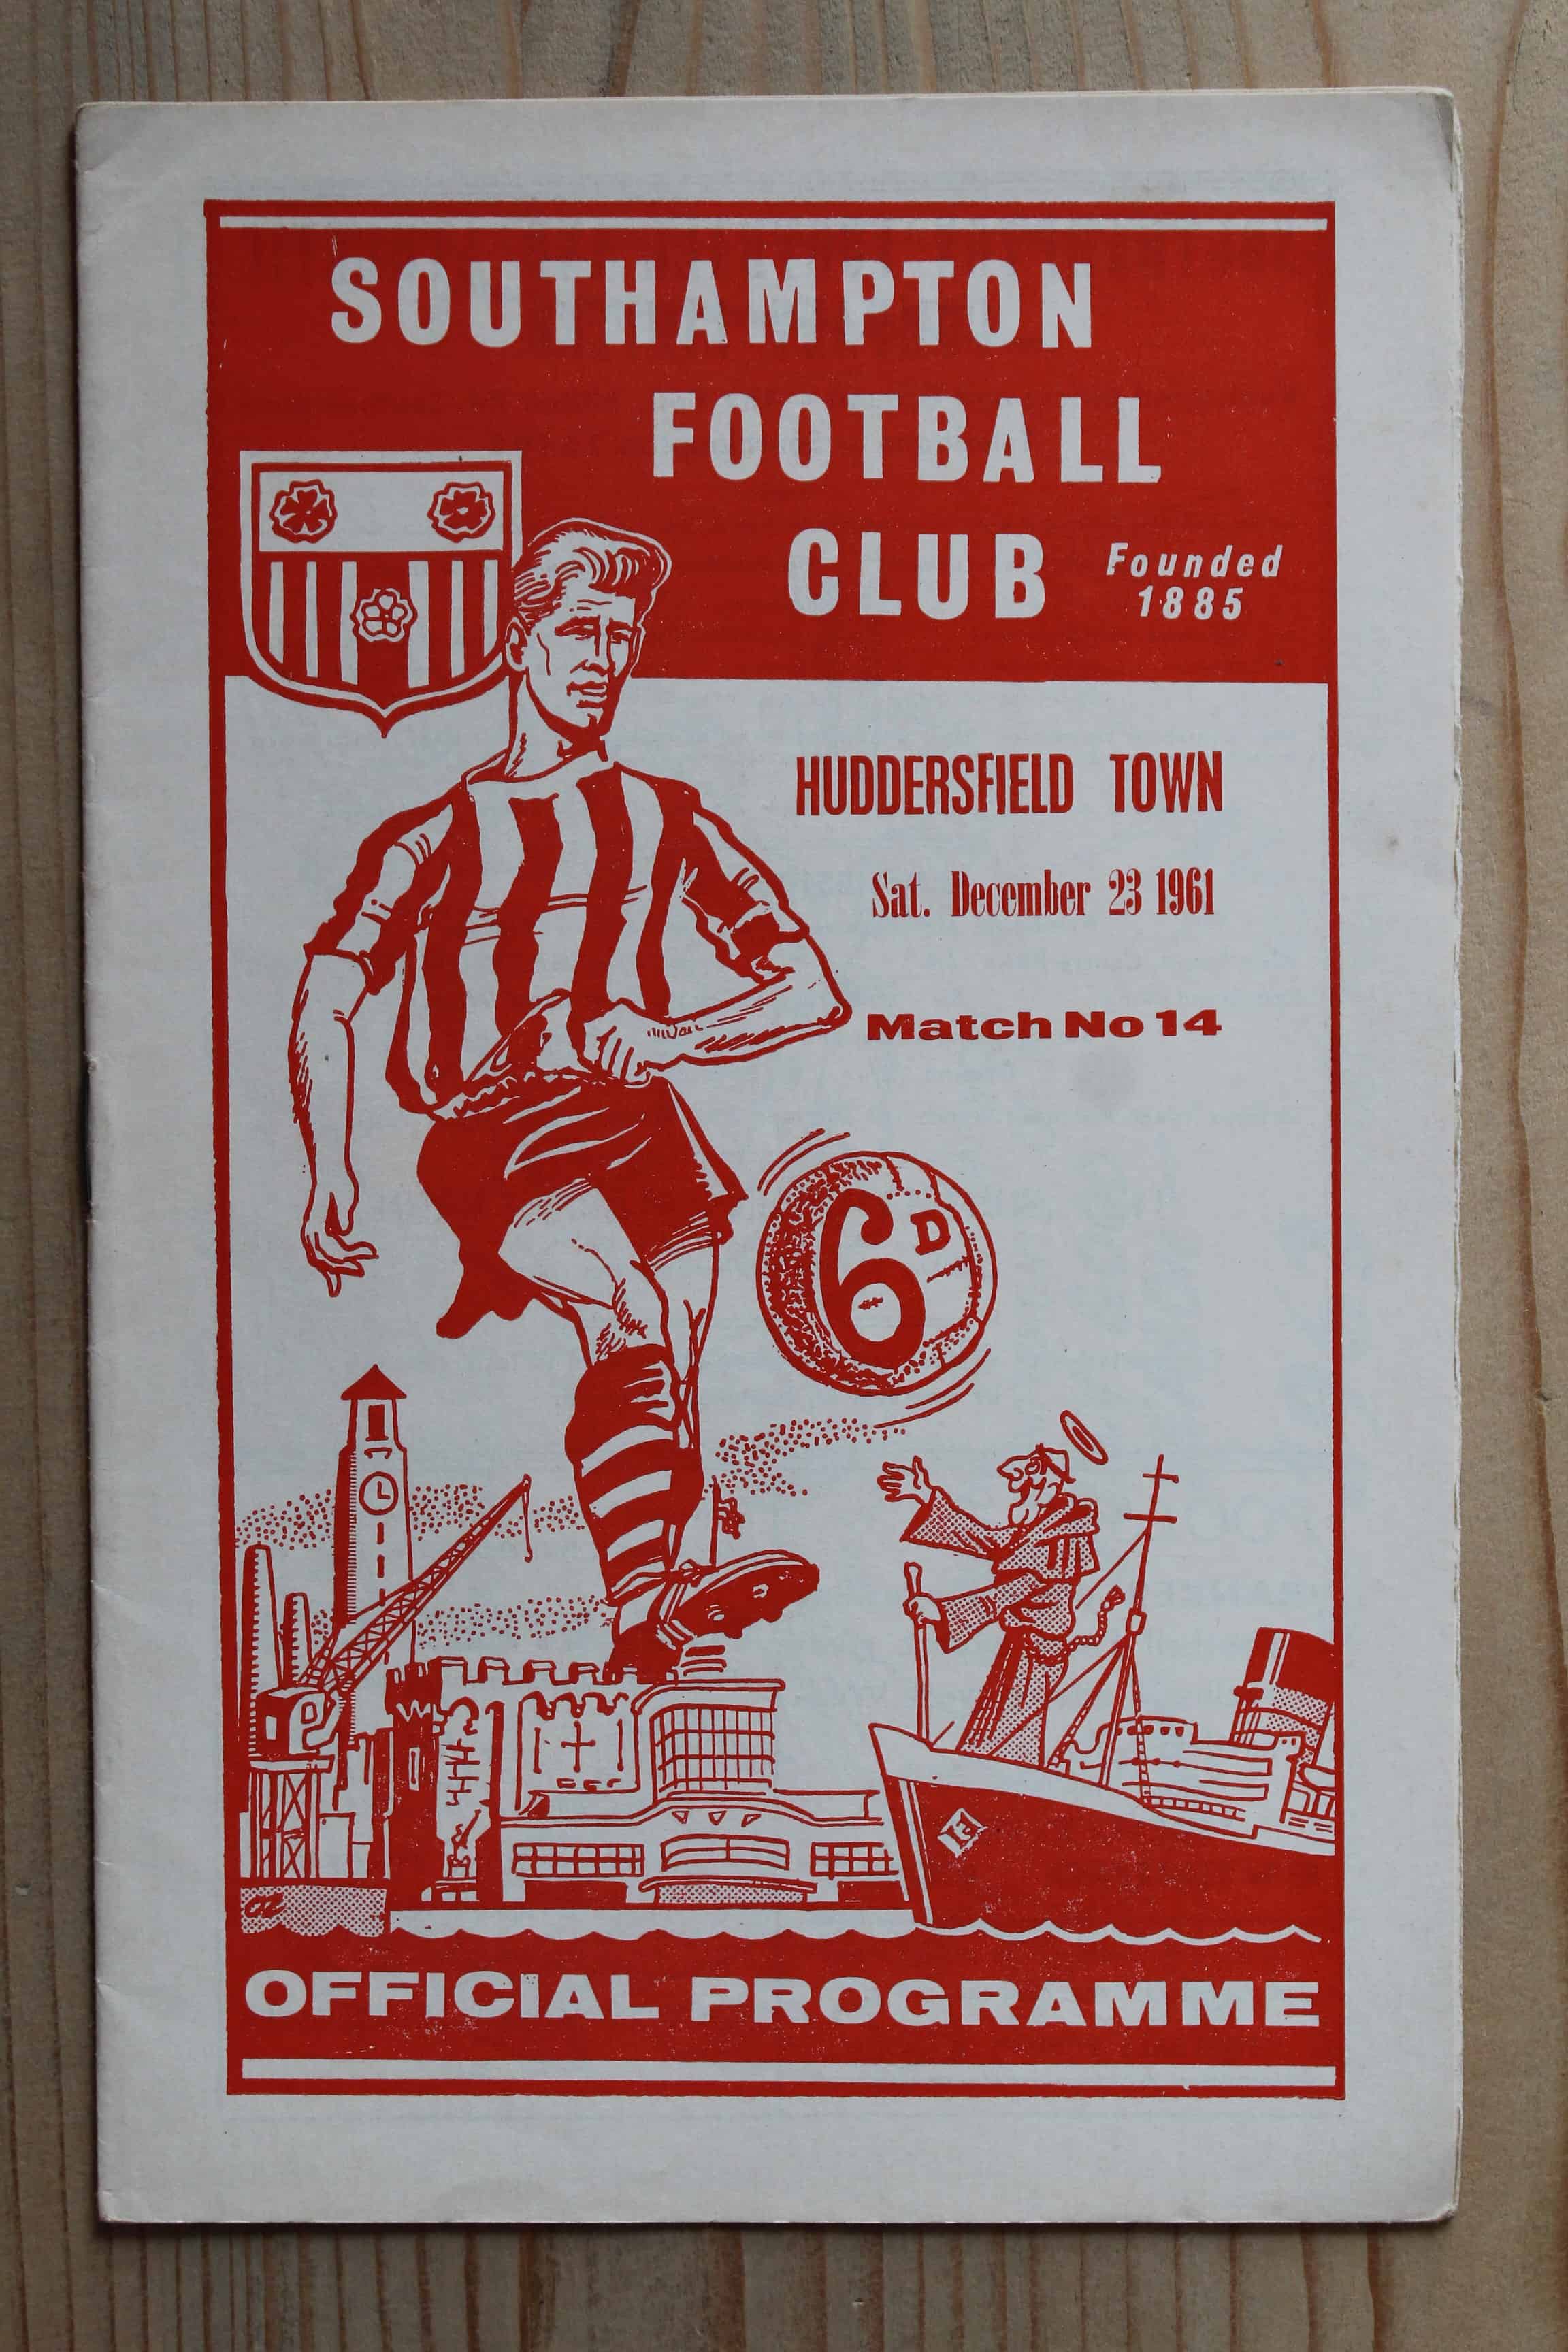 SOUTHAMPTON
FOOTBALL
CLUB
Founded
1885
HUDDERSFIELD TOWN
Sat. December 23 1961
Match No 14
6D
OFFICIAL PROGRAMME